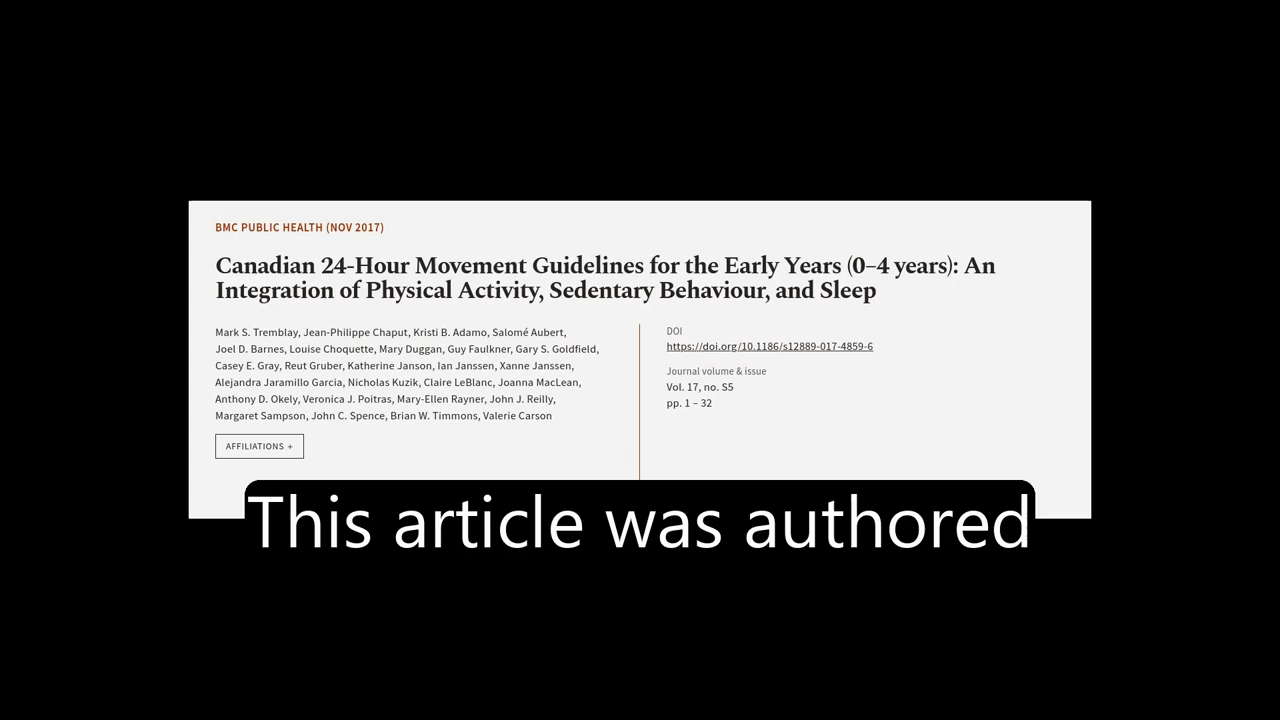 BMC PUBLIC HEALTH (NOV 2017)
Canadian 24-Hour Movement Guidelines for the Early Years (0–4 years): An
Integration of Physical Activity, Sedentary Behaviour, and Sleep
Mark S. Tremblay, Jean-Philippe Chaput, Kristi B. Adamo, Salomé Aubert,
Joel D. Barnes, Louise Choquette, Mary Duggan, Guy Faulkner, Gary S. Goldfield,
Casey E. Gray, Reut Gruber, Katherine Janson, Ian Janssen, Xanne Janssen,
Alejandra Jaramillo Garcia, Nicholas Kuzik, Claire LeBlanc, Joanna MacLean,
Anthony D. Okely, Veronica J. Poitras, Mary-Ellen Rayner, John J. Reilly,
Margaret Sampson, John C. Spence, Brian W. Timmons, Valerie Carson
AFFILIATIONS +
DOI
https://doi.org/10.1186/s12889-017-4859-6
Journal volume & issue
Vol. 17, no. S5
pp. 1 – 32
This article was authored